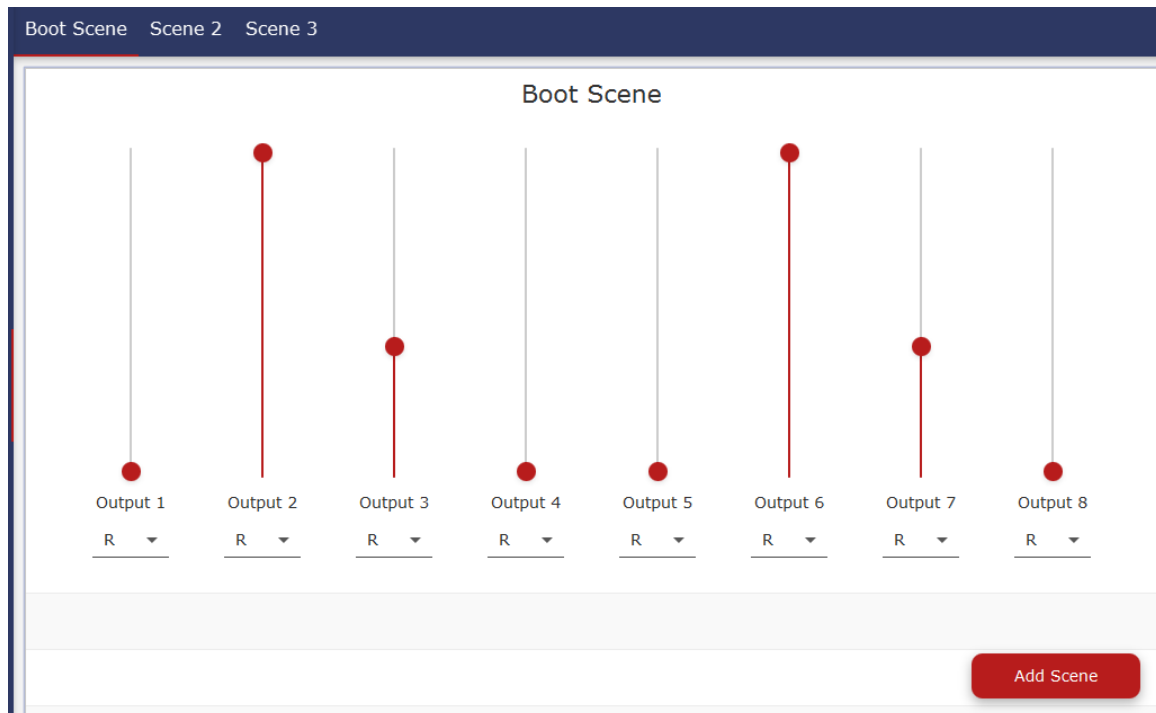 Boot Scene Scene 2 Scene 3
Boot Scene
Output 1 Output 2 Output 3 Output 4 Output 5 Output 6 Output 7 Output 8
R R R R R R R R
Add Scene